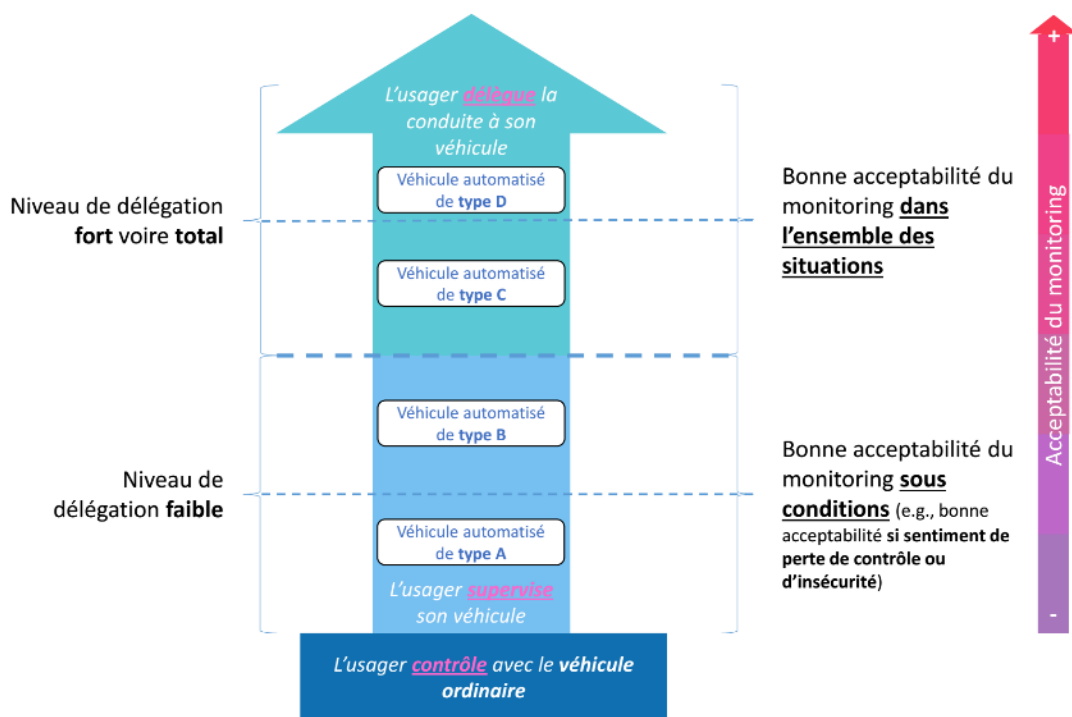 L'usager délègue la
conduite à son
véhicule
Véhicule automatisé
de type D
Niveau de délégation
fort voire total
Bonne acceptabilité du
monitoring dans
l'ensemble des
situations
Véhicule automatisé
de type C
Véhicule automatisé
de type B
Niveau de
délégation faible
Bonne acceptabilité du
monitoring sous
conditions (e.g., bonne
acceptabilité si sentiment de
perte de contrôle ou
d'insécurité)
Véhicule automatisé
de type A
L'usager supervise
son véhicule
L'usager contrôle avec le véhicule
ordinaire
+
Acceptabilité du monitoring
-